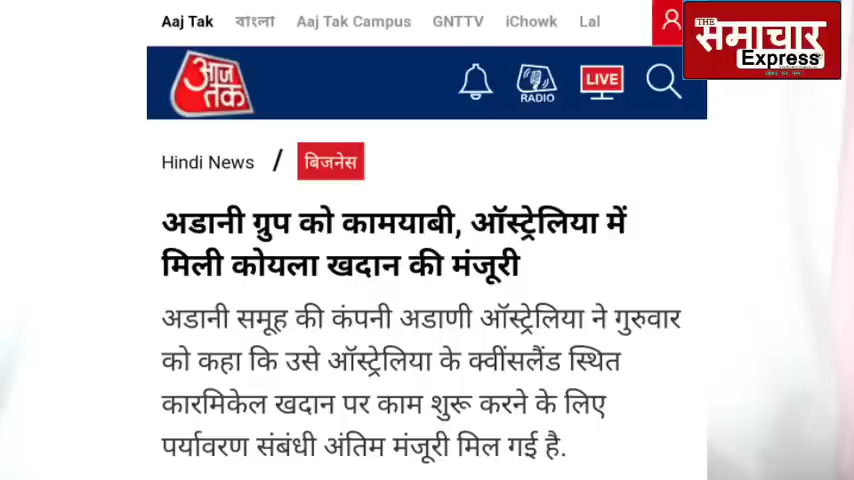 Aaj Tak বাংলা Aaj Tak Campus GNTTV iChowk Lal
THE
समाचार
Express
आज
तक
RADIO
LIVE
Hindi News / बिजनेस
अडानी ग्रुप को कामयाबी, ऑस्ट्रेलिया में
मिली कोयला खदान की मंजूरी
अडानी समूह की कंपनी अडाणी ऑस्ट्रेलिया ने गुरुवार
को कहा कि उसे ऑस्ट्रेलिया के क्वींसलैंड स्थित
कारमिकेल खदान पर काम शुरू करने के लिए
पर्यावरण संबंधी अंतिम मंजूरी मिल गई है.